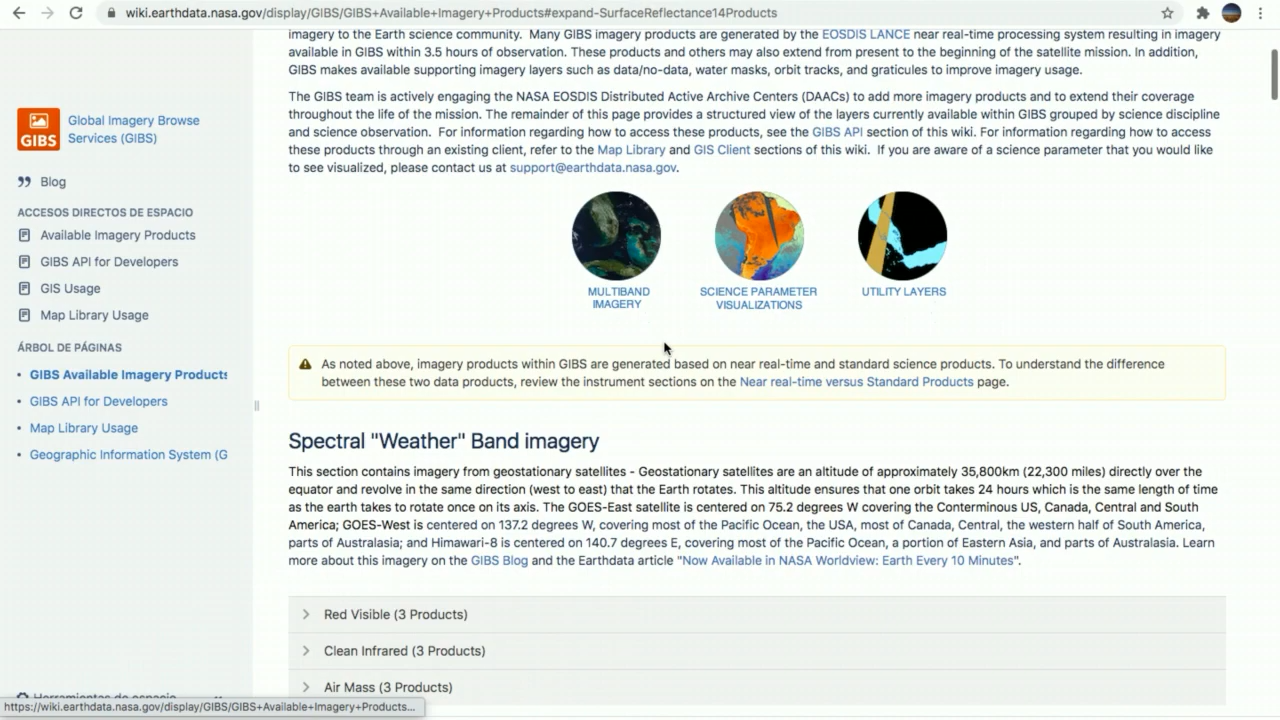 wiki.earthdata.nasa.gov/display/GIBS/GIBS+Available+Imagery+Products#expand-SurfaceReflectance14Products
GIBS
Global Imagery Browse
Services (GIBS)
Blog
ACCESOS DIRECTOS DE ESPACIO
Available Imagery Products
GIBS API for Developers
GIS Usage
Map Library Usage
ÁRBOL DE PÁGINAS
GIBS Available Imagery Products
GIBS API for Developers
Map Library Usage
Geographic Information System (G
Herramientas de espacio
imagery to the Earth science community. Many GIBS imagery products are generated by the EOSDIS LANCE near real-time processing system resulting in imagery
available in GIBS within 3.5 hours of observation. These products and others may also extend from present to the beginning of the satellite mission. In addition,
GIBS makes available supporting imagery layers such as data/no-data, water masks, orbit tracks, and graticules to improve imagery usage.
The GIBS team is actively engaging the NASA EOSDIS Distributed Active Archive Centers (DAACs) to add more imagery products and to extend their coverage
throughout the life of the mission. The remainder of this page provides a structured view of the layers currently available within GIBS grouped by science discipline
and science observation. For information regarding how to access these products, see the GIBS API section of this wiki. For information regarding how to access
these products through an existing client, refer to the Map Library and GIS Client sections of this wiki. If you are aware of a science parameter that you would like
to see visualized, please contact us at support@earthdata.nasa.gov.
MULTIBAND
IMAGERY
SCIENCE PARAMETER
VISUALIZATIONS
UTILITY LAYERS
As noted above, imagery products within GIBS are generated based on near real-time and standard science products. To understand the difference
between these two data products, review the instrument sections on the Near real-time versus Standard Products page.
Spectral "Weather" Band imagery
This section contains imagery from geostationary satellites - Geostationary satellites are an altitude of approximately 35,800km (22,300 miles) directly over the
equator and revolve in the same direction (west to east) that the Earth rotates. This altitude ensures that one orbit takes 24 hours which is the same length of time
as the earth takes to rotate once on its axis. The GOES-East satellite is centered on 75.2 degrees W covering the Conterminous US, Canada, Central and South
America; GOES-West is centered on 137.2 degrees W, covering most of the Pacific Ocean, the USA, most of Canada, Central, the western half of South America,
parts of Australasia; and Himawari-8 is centered on 140.7 degrees E, covering most of the Pacific Ocean, a portion of Eastern Asia, and parts of Australasia. Learn
more about this imagery on the GIBS Blog and the Earthdata article "Now Available in NASA Worldview: Earth Every 10 Minutes".
Red Visible (3 Products)
Clean Infrared (3 Products)
Air Mass (3 Products)
https://wiki.earthdata.nasa.gov/display/GIBS/GIBS+Available+Imagery+Products...